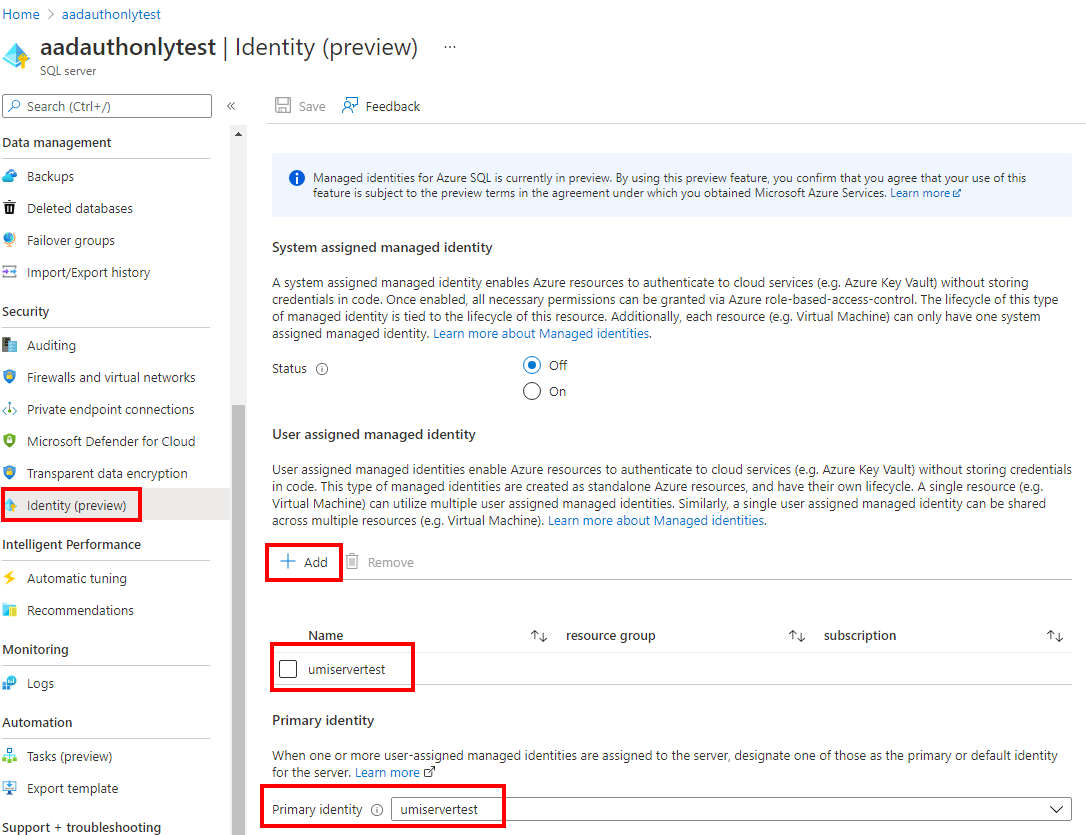 Home > aadauthonlytest
aadauthonlytest | Identity (preview) ...
SQL server
Search (Ctrl+/)
«
Save
Feedback
Data management
Backups
Deleted databases
Failover groups
Import/Export history
Security
Auditing
Firewalls and virtual networks
Private endpoint connections
Microsoft Defender for Cloud
Transparent data encryption
Identity (preview)
Intelligent Performance
Automatic tuning
Recommendations
Monitoring
Logs
Automation
Tasks (preview)
Export template
Support + troubleshooting
Managed identities for Azure SQL is currently in preview. By using this preview feature, you confirm that you agree that your use of this
feature is subject to the preview terms in the agreement under which you obtained Microsoft Azure Services. Learn more
System assigned managed identity
A system assigned managed identity enables Azure resources to authenticate to cloud services (e.g. Azure Key Vault) without storing
credentials in code. Once enabled, all necessary permissions can be granted via Azure role-based-access-control. The lifecycle of this type
of managed identity is tied to the lifecycle of this resource. Additionally, each resource (e.g. Virtual Machine) can only have one system
assigned managed identity. Learn more about Managed identities.
Status
Off
On
User assigned managed identity
User assigned managed identities enable Azure resources to authenticate to cloud services (e.g. Azure Key Vault) without storing credentials
in code. This type of managed identities are created as standalone Azure resources, and have their own lifecycle. A single resource (e.g.
Virtual Machine) can utilize multiple user assigned managed identities. Similarly, a single user assigned managed identity can be shared
across multiple resources (e.g. Virtual Machine). Learn more about Managed identities.
+ Add
Remove
Name
resource group
subscription
umiservertest
Primary identity
When one or more user-assigned managed identities are assigned to the server, designate one of those as the primary or default identity
for the server. Learn more
Primary identity
umiservertest